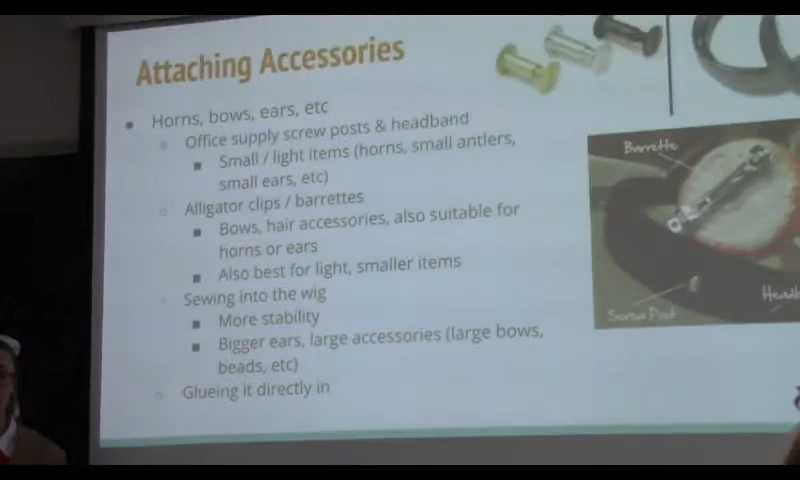 Attaching Accessories
Horns, bows, ears, etc
Office supply screw posts & headband
Small / light items (horns, small antlers,
small ears, etc)
Alligator clips / barrettes
Bows, hair accessories, also suitable for
horns or ears
Also best for light, smaller items
Sewing into the wig
More stability
Bigger ears, large accessories (large bows,
beads, etc)
Glueing it directly in
Barrette
Screw Post